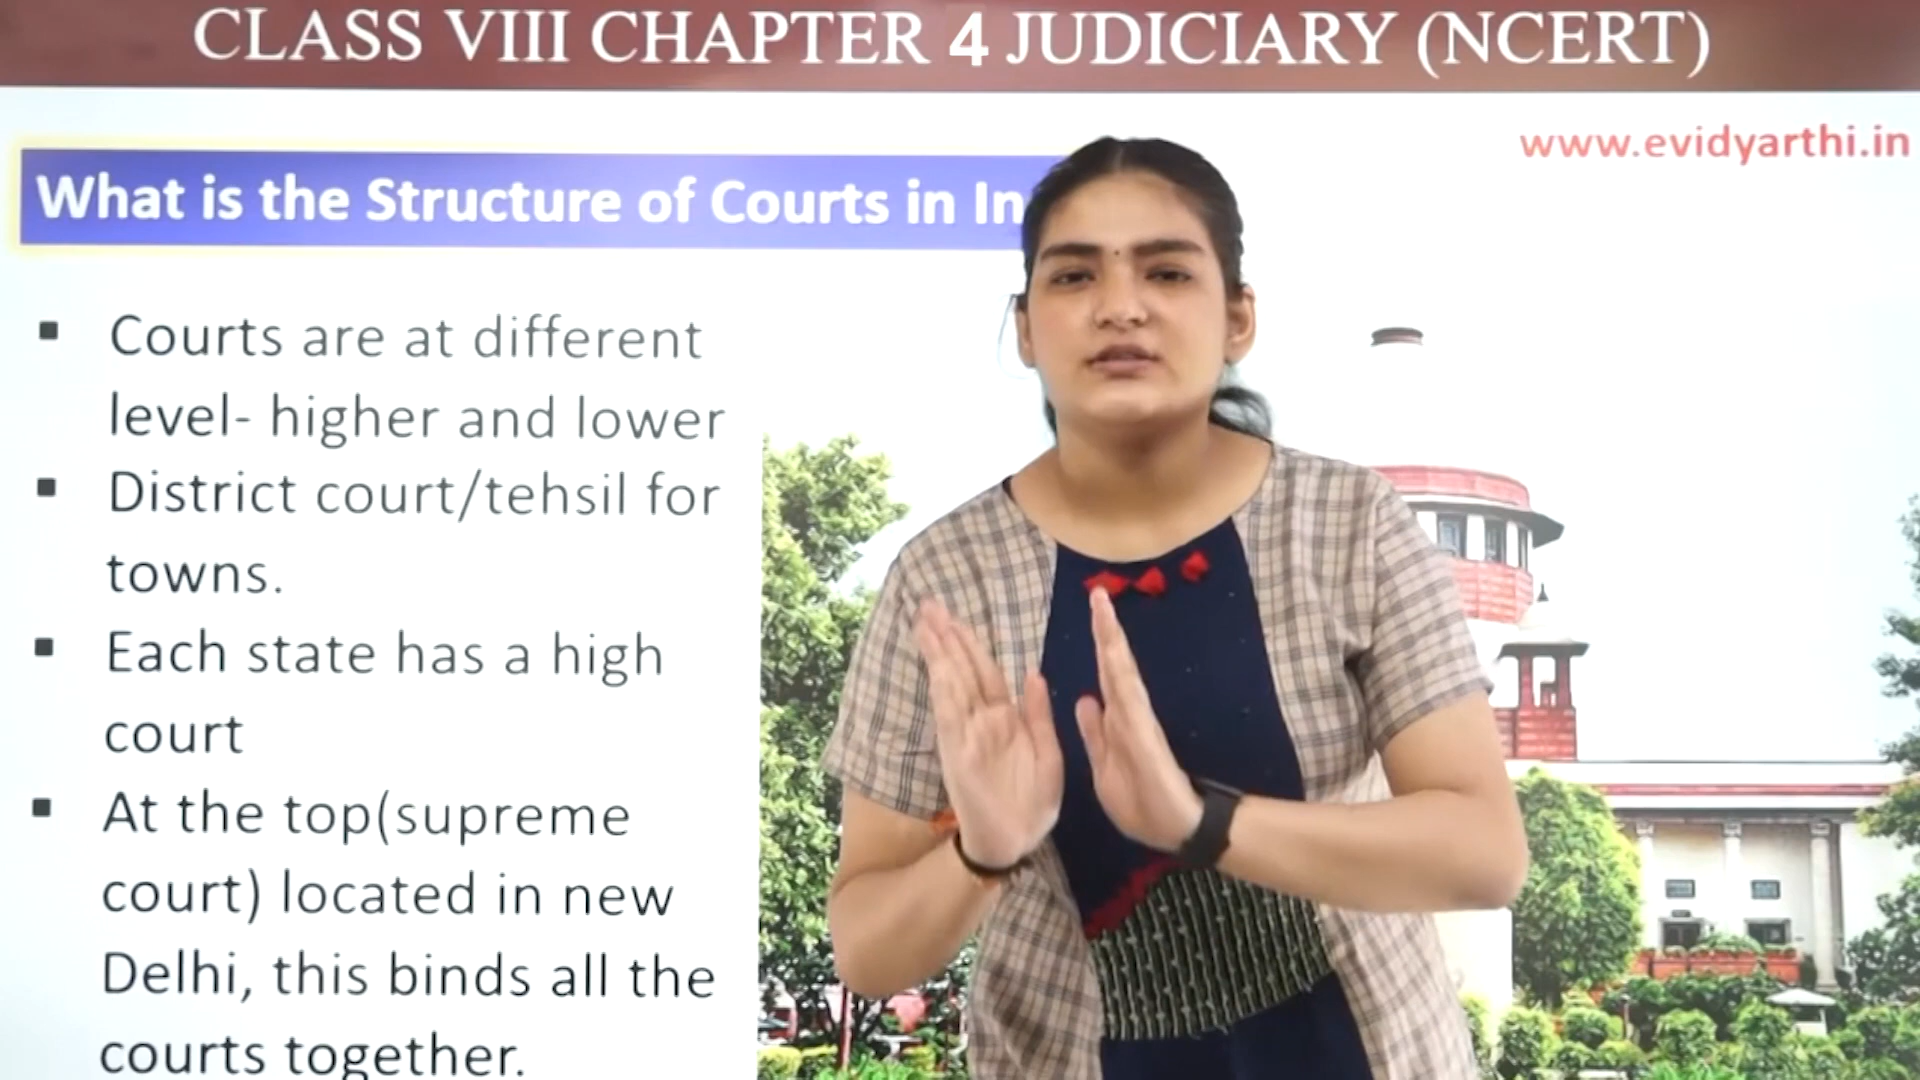 CLASS VIII CHAPTER 4 JUDICIARY (NCERT)
www.evidyarthi.in
What is the Structure of Courts in In
▪ Courts are at different
level- higher and lower
▪ District court/tehsil for
towns.
▪ Each state has a high
court
▪ At the top(supreme
court) located in new
Delhi, this binds all the
courts together.